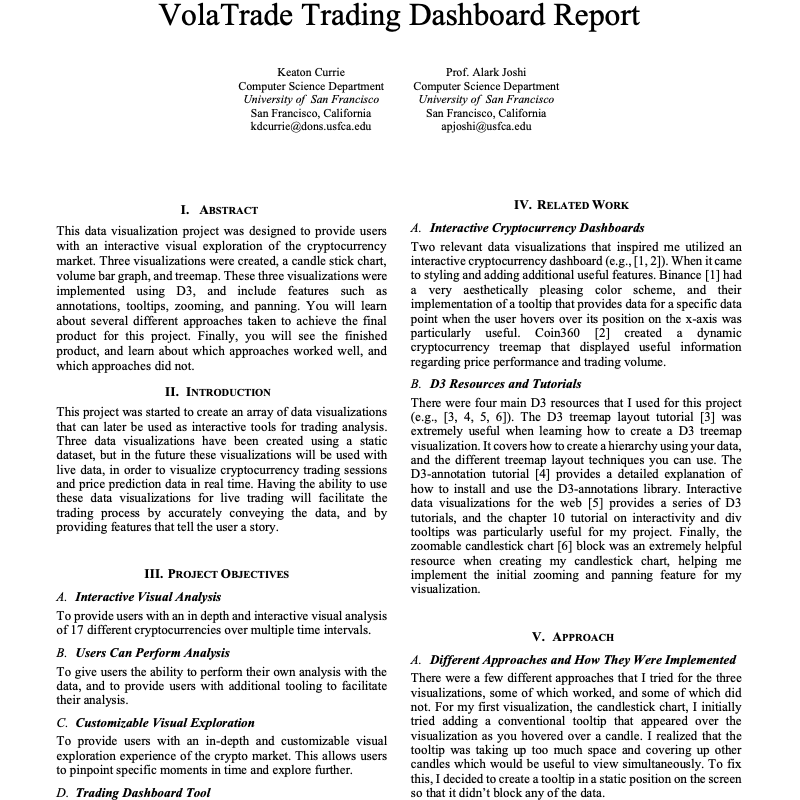 VolaTrade Trading Dashboard Report
Keaton Currie
Computer Science Department
University of San Francisco
San Francisco, California
kdcurrie@dons.usfca.edu
Prof. Alark Joshi
Computer Science Department
University of San Francisco
San Francisco, California
apjoshi@usfca.edu
I. ABSTRACT
This data visualization project was designed to provide users
with an interactive visual exploration of the cryptocurrency
market. Three visualizations were created, a candle stick chart,
volume bar graph, and treemap. These three visualizations were
implemented using D3, and include features such as
annotations, tooltips, zooming, and panning. You will learn
about several different approaches taken to achieve the final
product for this project. Finally, you will see the finished
product, and learn about which approaches worked well, and
which approaches did not.
II. INTRODUCTION
This project was started to create an array of data visualizations
that can later be used as interactive tools for trading analysis.
Three data visualizations have been created using a static
dataset, but in the future these visualizations will be used with
live data, in order to visualize cryptocurrency trading sessions
and price prediction data in real time. Having the ability to use
these data visualizations for live trading will facilitate the
trading process by accurately conveying the data, and by
providing features that tell the user a story.
III. PROJECT OBJECTIVES
A. Interactive Visual Analysis
To provide users with an in depth and interactive visual analysis
of 17 different cryptocurrencies over multiple time intervals.
B. Users Can Perform Analysis
To give users the ability to perform their own analysis with the
data, and to provide users with additional tooling to facilitate
their analysis.
C. Customizable Visual Exploration
To provide users with an in-depth and customizable visual
exploration experience of the crypto market. This allows users
to pinpoint specific moments in time and explore further.
D. Trading Dashboard Tool
IV. RELATED WORK
A. Interactive Cryptocurrency Dashboards
Two relevant data visualizations that inspired me utilized an
interactive cryptocurrency dashboard (e.g., [1, 2]). When it came
to styling and adding additional useful features. Binance [1] had
a very aesthetically pleasing color scheme, and their
implementation of a tooltip that provides data for a specific data
point when the user hovers over its position on the x-axis was
particularly useful. Coin360 [2] created a dynamic
cryptocurrency treemap that displayed useful information
regarding price performance and trading volume.
B. D3 Resources and Tutorials
There were four main D3 resources that I used for this project
(e.g., [3, 4, 5, 6]). The D3 treemap layout tutorial [3] was
extremely useful when learning how to create a D3 treemap
visualization. It covers how to create a hierarchy using your data,
and the different treemap layout techniques you can use. The
D3-annotation tutorial [4] provides a detailed explanation of
how to install and use the D3-annotations library. Interactive
data visualizations for the web [5] provides a series of D3
tutorials, and the chapter 10 tutorial on interactivity and div
tooltips was particularly useful for my project. Finally, the
zoomable candlestick chart [6] block was an extremely helpful
resource when creating my candlestick chart, helping me
implement the initial zooming and panning feature for my
visualization.
V. APPROACH
A. Different Approaches and How They Were Implemented
There were a few different approaches that I tried for the three
visualizations, some of which worked, and some of which did
not. For my first visualization, the candlestick chart, I initially
tried adding a conventional tooltip that appeared over the
visualization as you hovered over a candle. I realized that the
tooltip was taking up too much space and covering up other
candles which would be useful to view simultaneously. To fix
this, I decided to create a tooltip in a static position on the screen
so that it didn't block any of the data.